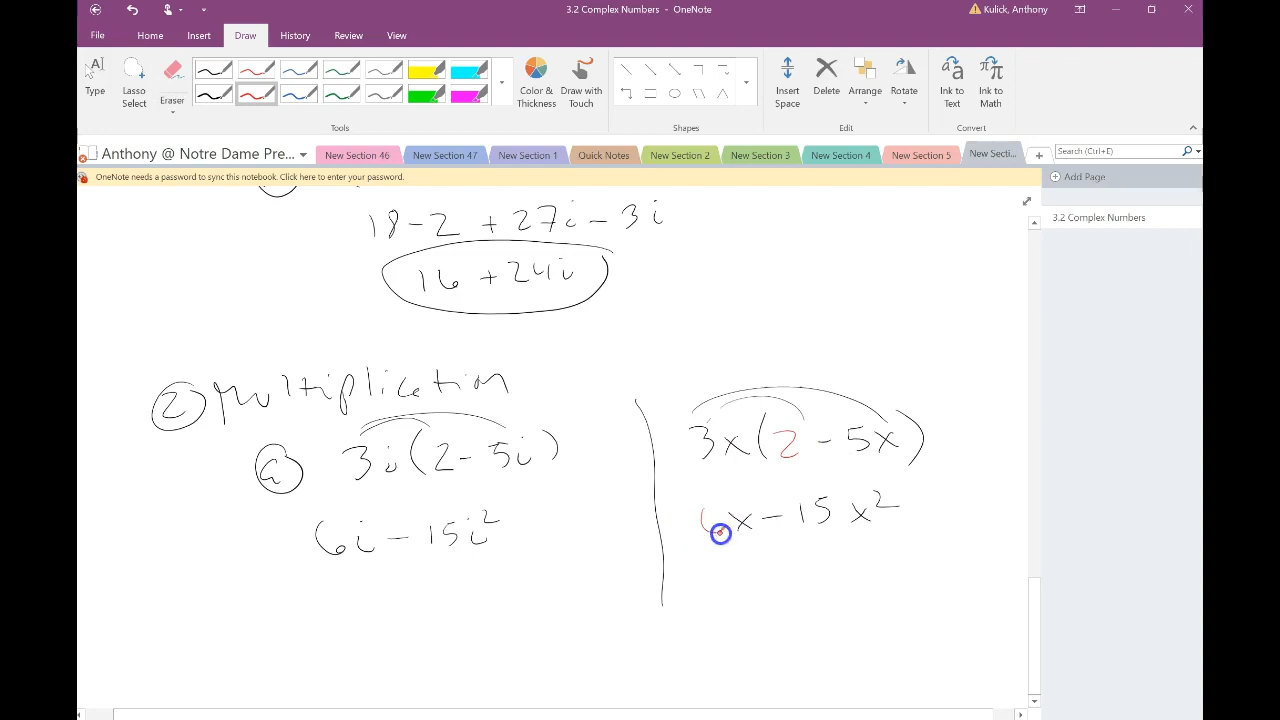 3.2 Complex Numbers - OneNote
Kulick, Anthony
File Home Insert Draw History Review View
Type
Lasso Select
Eraser
Color & Thickness
Draw with Touch
Insert Space
Delete
Arrange
Rotate
Ink to Text
Ink to Math
Tools Shapes Edit Convert
Anthony @ Notre Dame Pre...
New Section 46
New Section 47
New Section 1
Quick Notes
New Section 2
New Section 3
New Section 4
New Section 5
New Secti...
Search (Ctrl+E)
OneNote needs a password to sync this notebook. Click here to enter your password.
Add Page
3.2 Complex Numbers
18 - 2 + 27i - 3i
16 + 24i
2 Multiplication
a 3i(2 - 5i)
6i - 15i²
3x(2 - 5x)
6x - 15x²